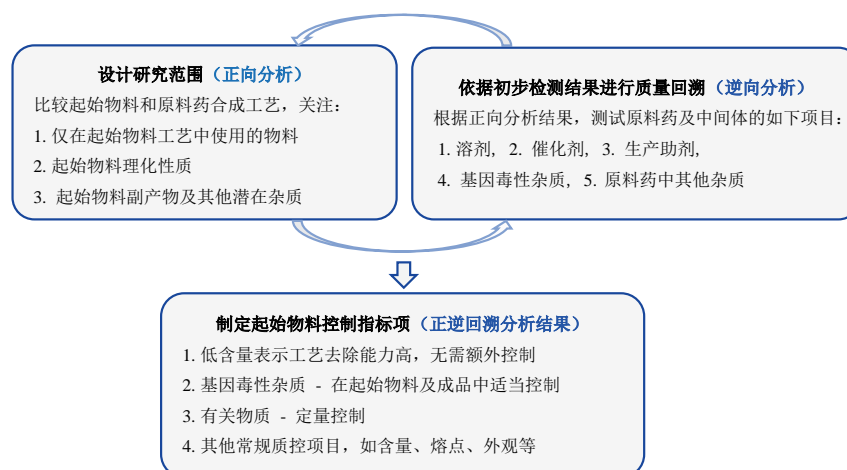 设计研究范围（正向分析）
比较起始物料和原料药合成工艺，关注：
1. 仅在起始物料工艺中使用的物料
2. 起始物料理化性质
3. 起始物料副产物及其他潜在杂质
依据初步检测结果进行质量回溯（逆向分析）
根据正向分析结果，测试原料药及中间体的如下项目：
1. 溶剂，2. 催化剂，3. 生产助剂，
4. 基因毒性杂质，5. 原料药中其他杂质
制定起始物料控制指标项（正逆回溯分析结果）
1. 低含量表示工艺去除能力高，无需额外控制
2. 基因毒性杂质 - 在起始物料及成品中适当控制
3. 有关物质 - 定量控制
4. 其他常规质控项目，如含量、熔点、外观等